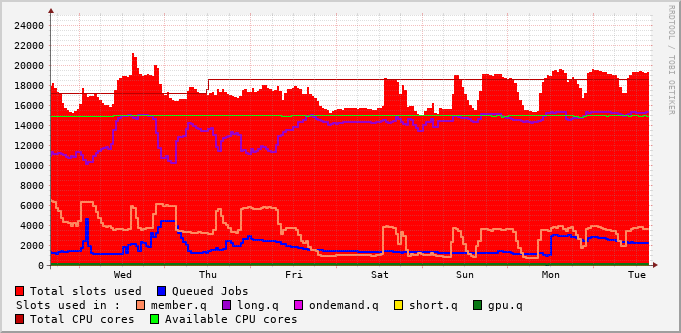 24000
22000
20000
18000
16000
14000
12000
10000
8000
6000
4000
2000
0
Wed Thu Fri Sat Sun Mon Tue
RRDTOOL / TOBI OETIKER
Total slots used Queued Jobs
Slots used in : member.q long.q ondemand.q short.q gpu.q
Total CPU cores Available CPU cores